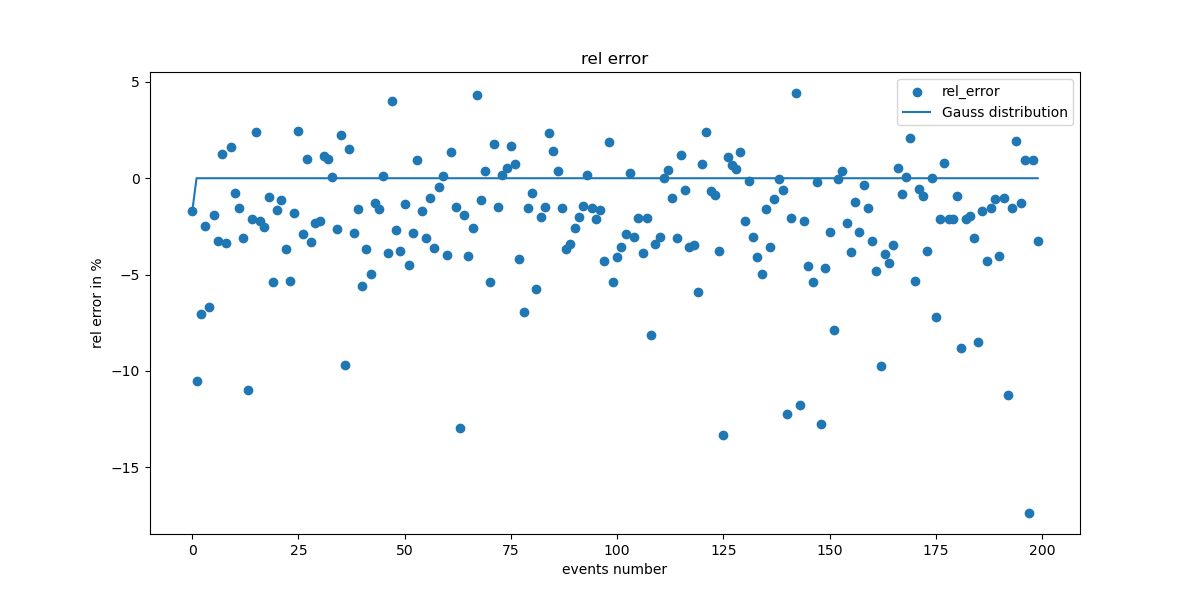 rel error
rel_error
Gauss distribution
5
0
−5
−10
−15
rel error in %
0 25 50 75 100 125 150 175 200
events number